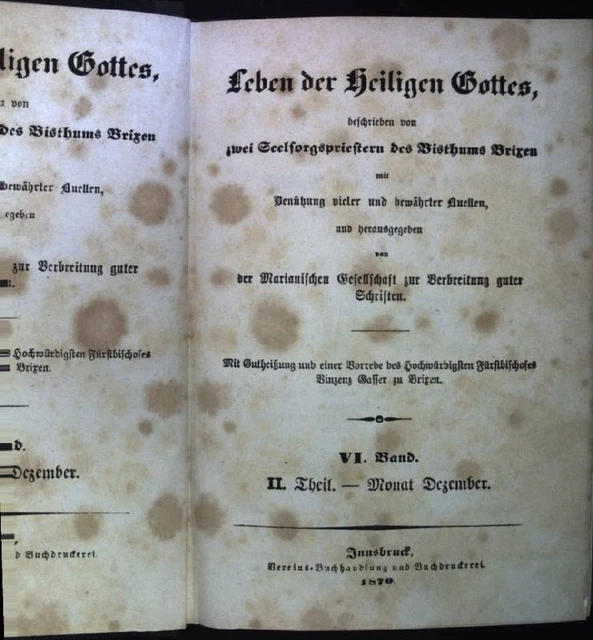 ligen Gottes,
von
des Bisthums Brixen
bewährter Quellen,
egeben
zur Verbreitung guter
Hochwürdigsten Fürstbischofes
Brixen.
d.
Dezember.
d Buchdruckerei.
Leben der Heiligen Gottes,
beschrieben von
zwei Seelsorgspriestern des Bisthums Brixen
mit
Benützung vieler und bewährter Quellen,
und herausgegeben
von
der Marianischen Gesellschaft zur Verbreitung guter
Schriften.
Mit Gutheißung und einer Vorrede des Hochwürdigsten Fürstbischofes
Vinzenz Gasser zu Brixen.
VI. Band.
II. Theil. — Monat Dezember.
Innsbruck,
Vereins-Buchhandlung und Buchdruckerei.
1870.